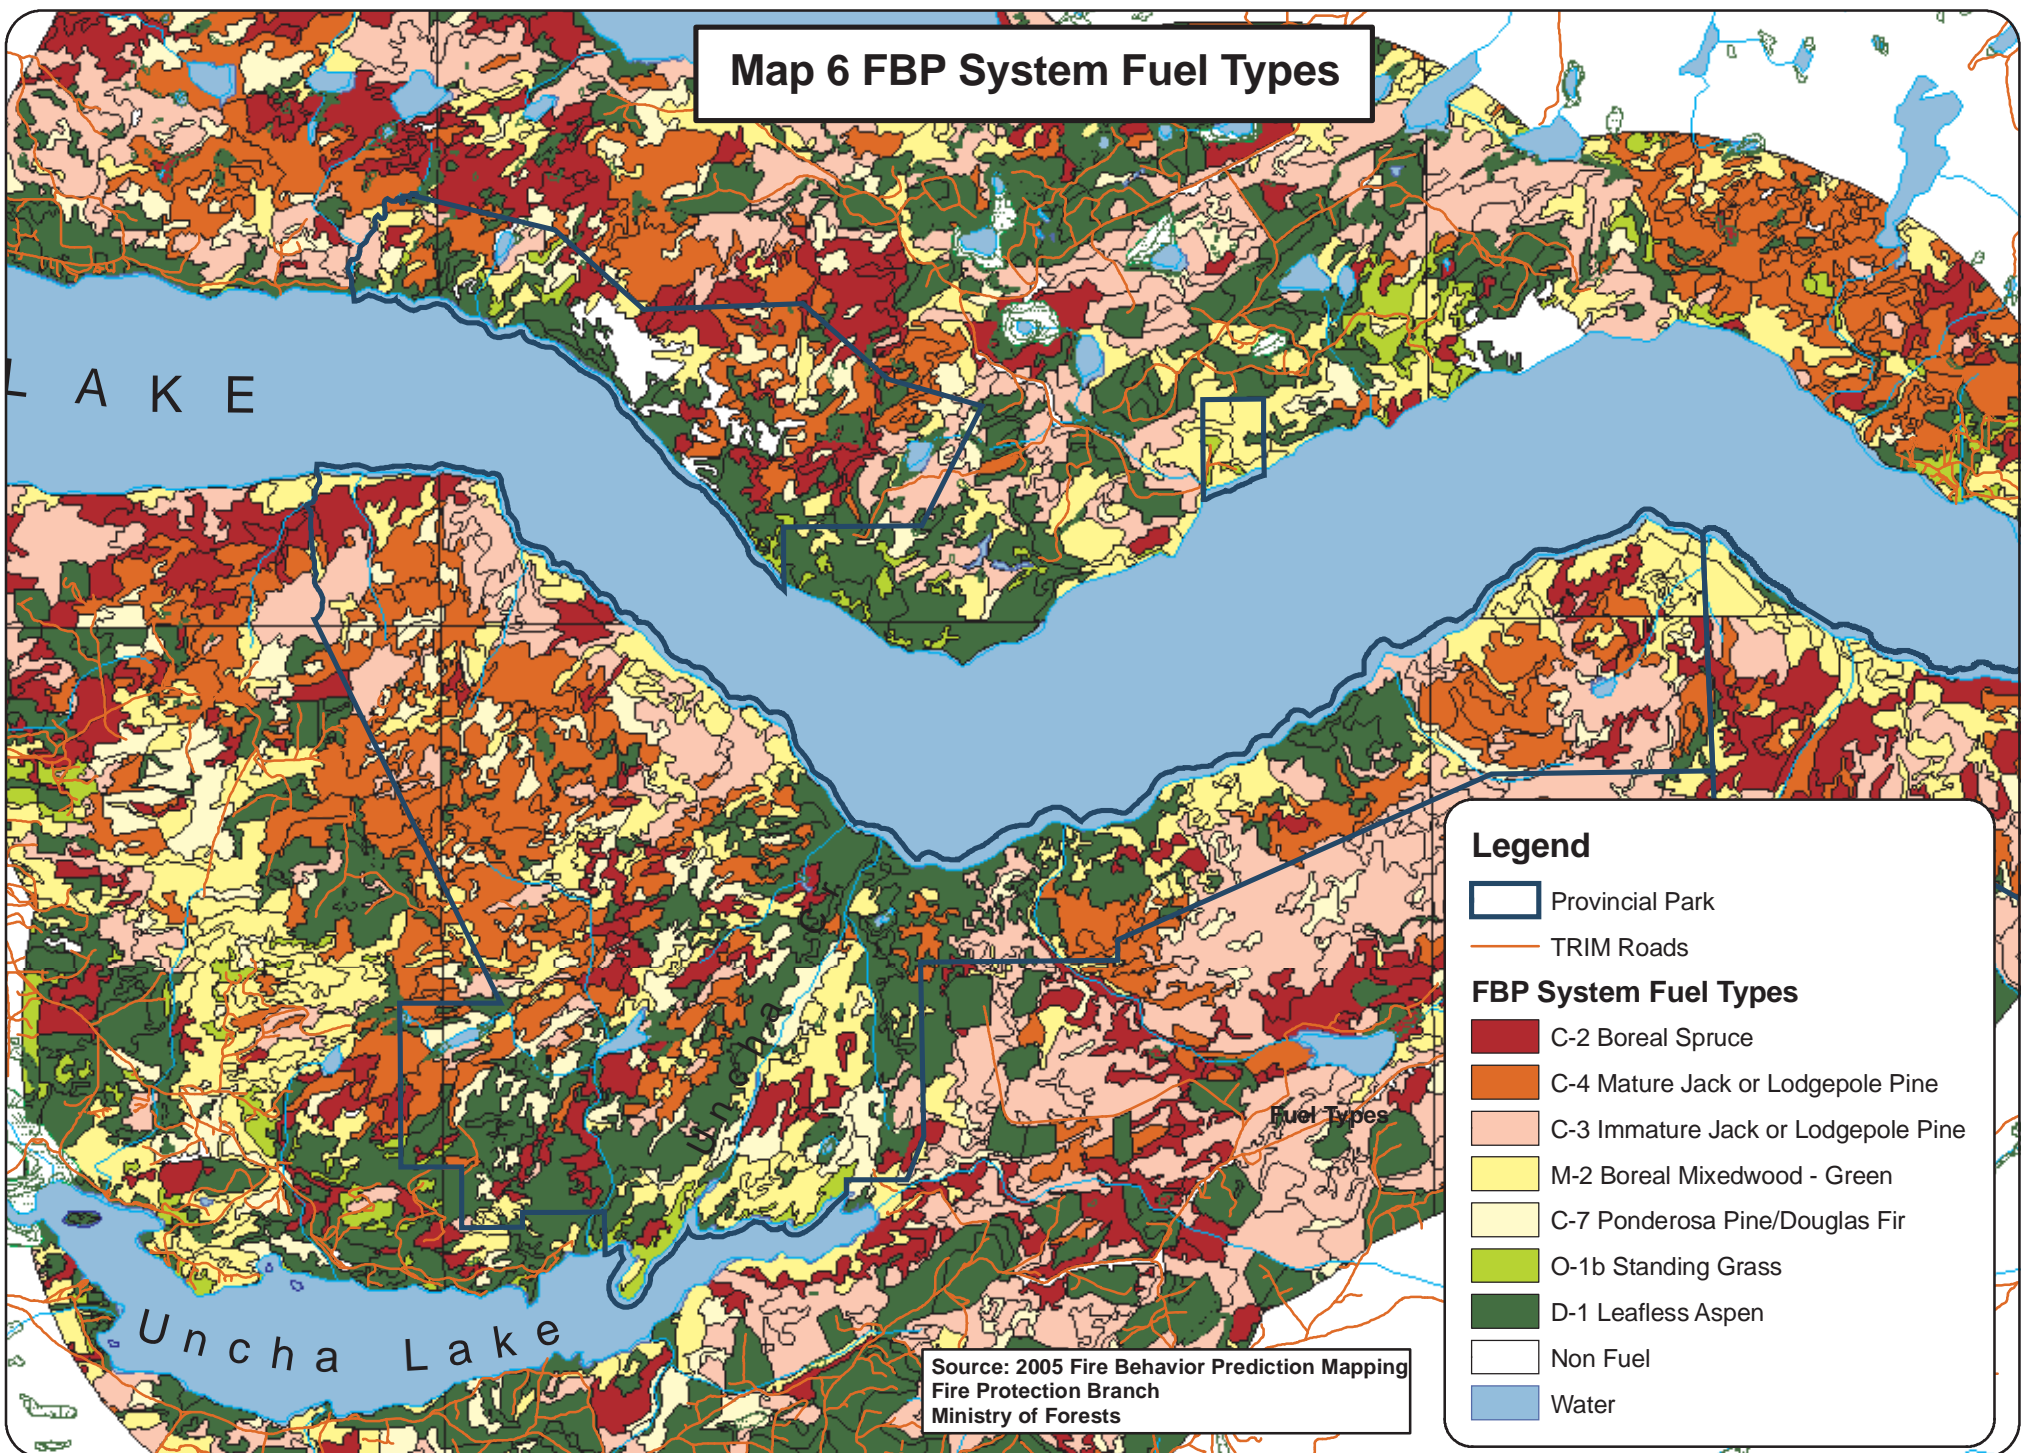 Map 6 FBP System Fuel Types
LAKE
Uncha Cr.
Fuel Types
Uncha Lake
Legend
Provincial Park
TRIM Roads
FBP System Fuel Types
C-2 Boreal Spruce
C-4 Mature Jack or Lodgepole Pine
C-3 Immature Jack or Lodgepole Pine
M-2 Boreal Mixedwood - Green
C-7 Ponderosa Pine/Douglas Fir
O-1b Standing Grass
D-1 Leafless Aspen
Non Fuel
Water
Source: 2005 Fire Behavior Prediction Mapping
Fire Protection Branch
Ministry of Forests